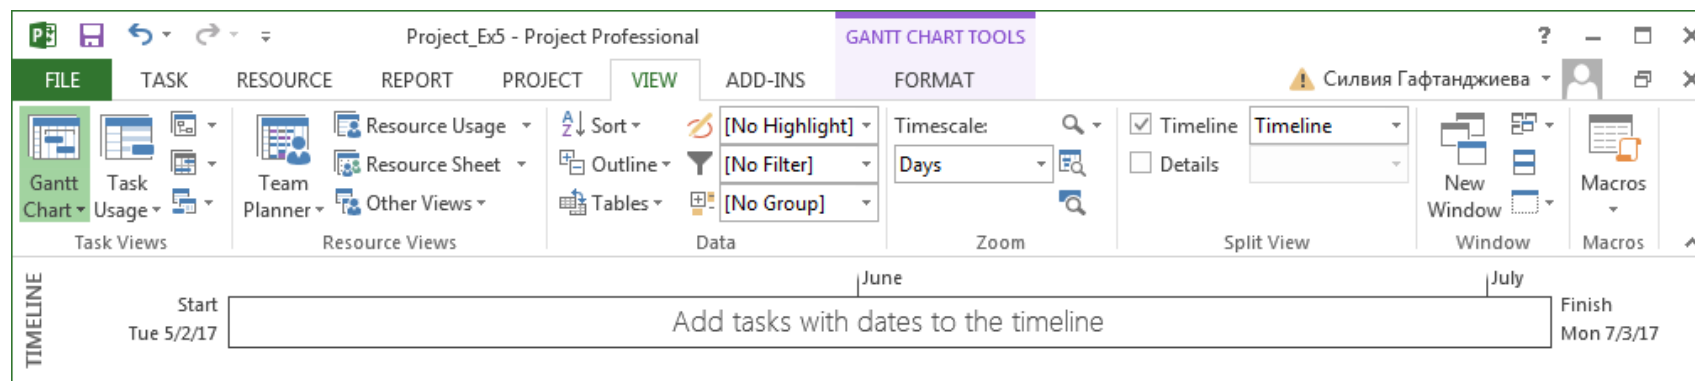 Project_Ex5 - Project Professional
GANTT CHART TOOLS
?
FILE TASK RESOURCE REPORT PROJECT VIEW ADD-INS FORMAT
Силвия Гафтанджиева
Gantt Chart
Task Usage
Task Views
Team Planner
Resource Usage
Resource Sheet
Other Views
Resource Views
Sort
Outline
Tables
[No Highlight]
[No Filter]
[No Group]
Data
Timescale:
Days
Zoom
Timeline
Timeline
Details
Split View
New Window
Window
Macros
Macros
TIMELINE
Start
Tue 5/2/17
June
July
Add tasks with dates to the timeline
Finish
Mon 7/3/17